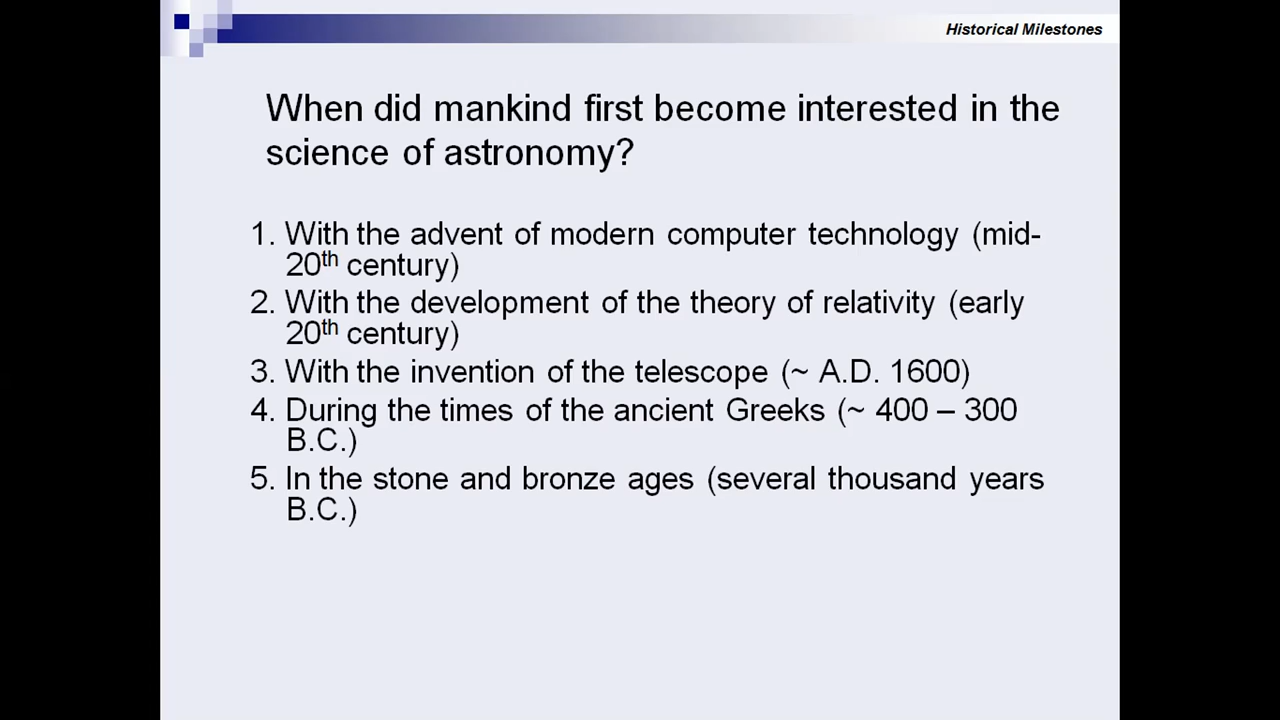 Historical Milestones
When did mankind first become interested in the
science of astronomy?
1. With the advent of modern computer technology (mid-
20th century)
2. With the development of the theory of relativity (early
20th century)
3. With the invention of the telescope (~ A.D. 1600)
4. During the times of the ancient Greeks (~ 400 – 300
B.C.)
5. In the stone and bronze ages (several thousand years
B.C.)